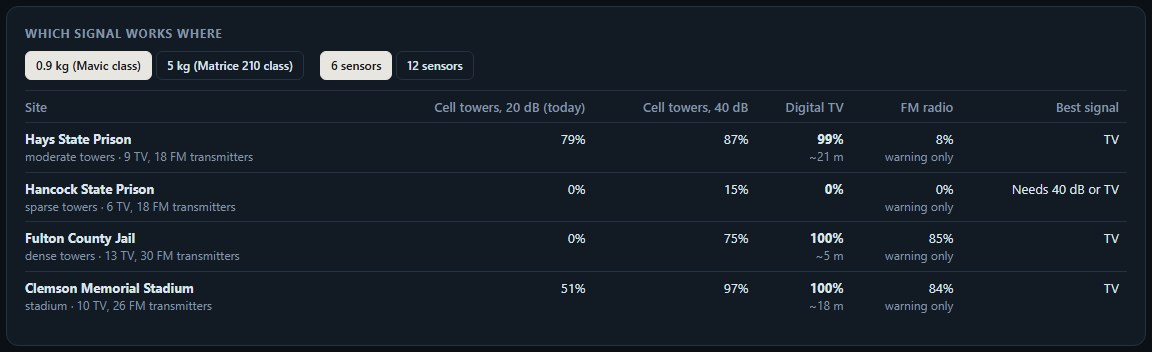 WHICH SIGNAL WORKS WHERE
0.9 kg (Mavic class) 5 kg (Matrice 210 class) 6 sensors 12 sensors
Site Cell towers, 20 dB (today) Cell towers, 40 dB Digital TV FM radio Best signal
Hays State Prison 79% 87% 99% 8% TV
moderate towers · 9 TV, 18 FM transmitters ~21 m warning only
Hancock State Prison 0% 15% 0% 0% Needs 40 dB or TV
sparse towers · 6 TV, 18 FM transmitters warning only
Fulton County Jail 0% 75% 100% 85% TV
dense towers · 13 TV, 30 FM transmitters ~5 m warning only
Clemson Memorial Stadium 51% 97% 100% 84% TV
stadium · 10 TV, 26 FM transmitters ~18 m warning only